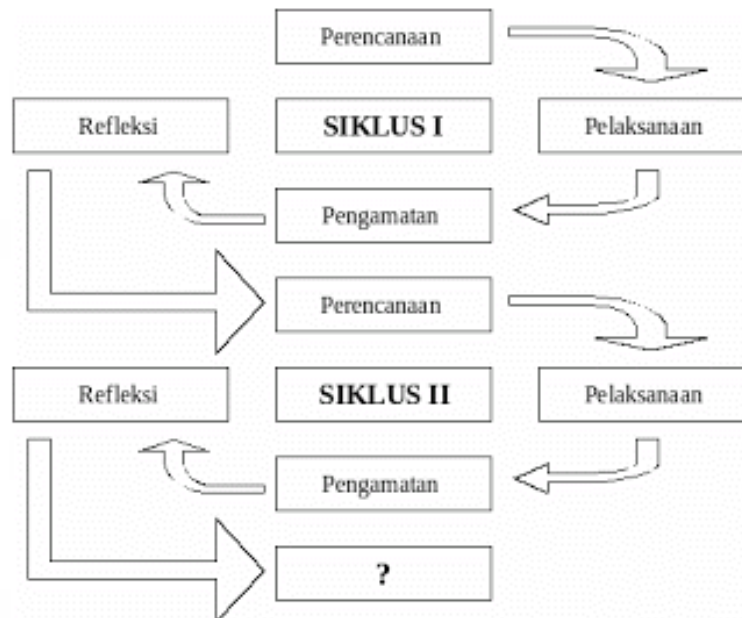 Perencanaan
Refleksi
SIKLUS I
Pelaksanaan
Pengamatan
Perencanaan
Refleksi
SIKLUS II
Pelaksanaan
Pengamatan
?